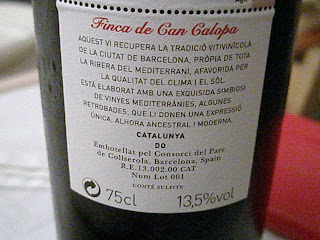 Finca de Can Calopa
AQUEST VI RECUPERA LA TRADICIÓ VITIVINÍCOLA
DE LA CIUTAT DE BARCELONA, PRÒPIA DE TOTA
LA RIBERA DEL MEDITERRANI, AFAVORIDA PER
LA QUALITAT DEL CLIMA I EL SÒL.
ESTÀ ELABORAT AMB UNA EXQUISIDA SIMBIOSI
DE VINYES MEDITERRÀNIES, ALGUNES
RETROBADES, QUE LI DONEN UNA EXPRESSIÓ
ÚNICA, ALHORA ANCESTRAL I MODERNA.
CATALUNYA
DO
Embotellat pel Consorci del Parc
de Collserola, Barcelona, Spain
R.E.13.002.00 CAT
Num Lot 001
CONTÉ SULFITS
75cl 13,5%vol